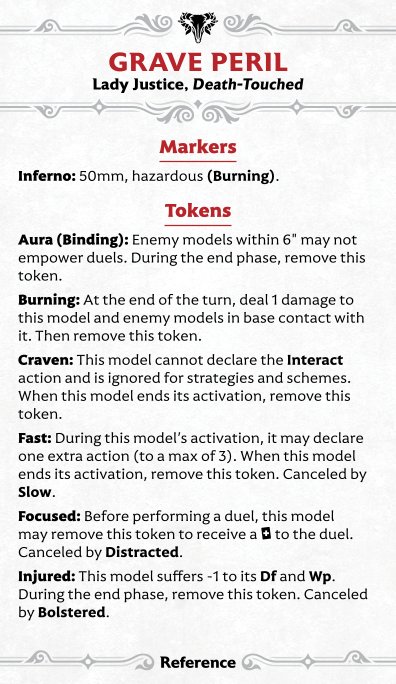 GRAVE PERIL
Lady Justice, Death-Touched
Markers
Inferno: 50mm, hazardous (Burning).
Tokens
Aura (Binding): Enemy models within 6" may not
empower duels. During the end phase, remove this
token.
Burning: At the end of the turn, deal 1 damage to
this model and enemy models in base contact with
it. Then remove this token.
Craven: This model cannot declare the Interact
action and is ignored for strategies and schemes.
When this model ends its activation, remove this
token.
Fast: During this model's activation, it may declare
one extra action (to a max of 3). When this model
ends its activation, remove this token. Canceled by
Slow.
Focused: Before performing a duel, this model
may remove this token to receive a to the duel.
Canceled by Distracted.
Injured: This model suffers -1 to its Df and Wp.
During the end phase, remove this token. Canceled
by Bolstered.
Reference